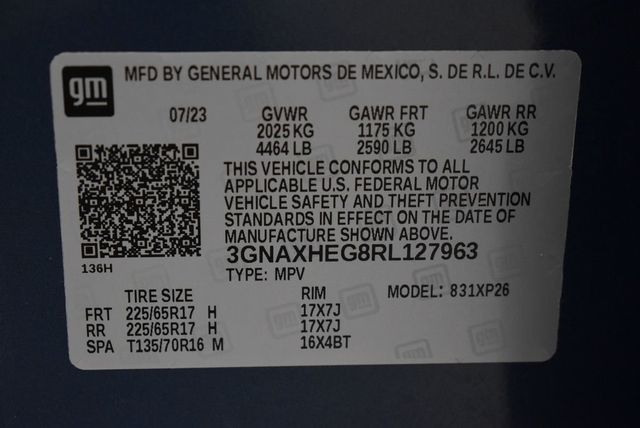 gm MFD BY GENERAL MOTORS DE MEXICO, S. DE R.L. DE C.V.
07/23 GVWR GAWR FRT GAWR RR
2025 KG 1175 KG 1200 KG
4464 LB 2590 LB 2645 LB
THIS VEHICLE CONFORMS TO ALL
APPLICABLE U.S. FEDERAL MOTOR
VEHICLE SAFETY AND THEFT PREVENTION
STANDARDS IN EFFECT ON THE DATE OF
MANUFACTURE SHOWN ABOVE.
3GNAXHEG8RL127963
136H
TYPE: MPV
TIRE SIZE RIM MODEL: 831XP26
FRT 225/65R17 H 17X7J
RR 225/65R17 H 17X7J
SPA T135/70R16 M 16X4BT